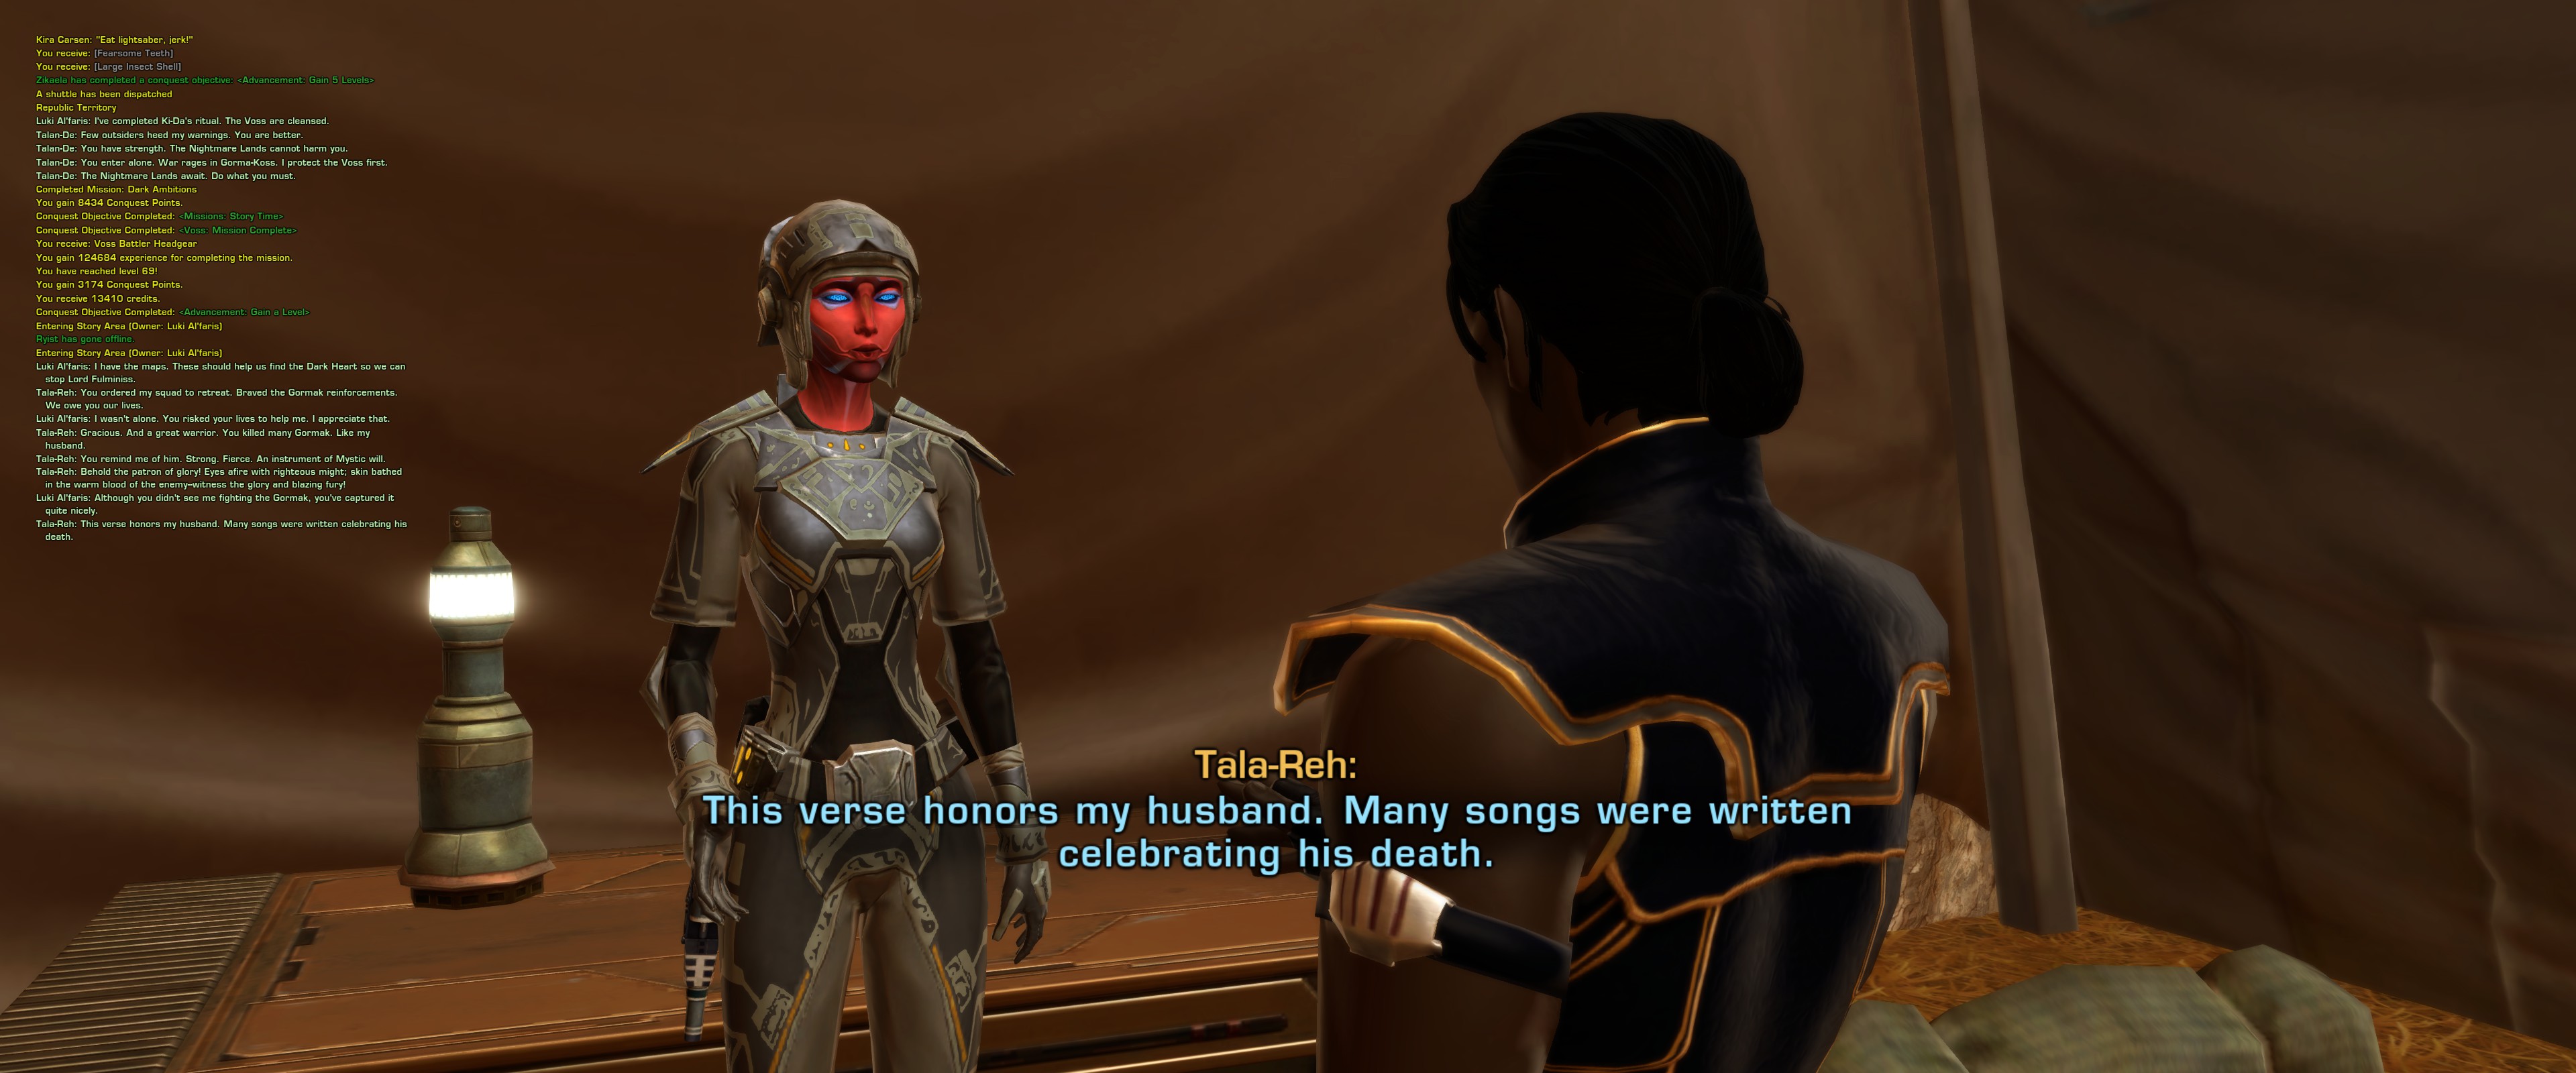 Kira Carsen: "Eat lightsaber, jerk!"
You receive: [Fearsome Teeth]
You receive: [Large Insect Shell]
Zikaela has completed a conquest objective: <Advancement: Gain 5 Levels>
A shuttle has been dispatched
Republic Territory
Luki Al'faris: I've completed Ki-Da's ritual. The Voss are cleansed.
Talan-De: Few outsiders heed my warnings. You are better.
Talan-De: You have strength. The Nightmare Lands cannot harm you.
Talan-De: You enter alone. War rages in Gorma-Koss. I protect the Voss first.
Talan-De: The Nightmare Lands await. Do what you must.
Completed Mission: Dark Ambitions
You gain 8434 Conquest Points.
Conquest Objective Completed: <Missions: Story Time>
Conquest Objective Completed: <Voss: Mission Complete>
You receive: Voss Battler Headgear
You gain 124684 experience for completing the mission.
You have reached level 69!
You gain 3174 Conquest Points.
You receive 13410 credits.
Conquest Objective Completed: <Advancement: Gain a Level>
Entering Story Area (Owner: Luki Al'faris)
Ryist has gone offline.
Entering Story Area (Owner: Luki Al'faris)
Luki Al'faris: I have the maps. These should help us find the Dark Heart so we can
stop Lord Fulminiss.
Tala-Reh: You ordered my squad to retreat. Braved the Gormak reinforcements.
We owe you our lives.
Luki Al'faris: I wasn't alone. You risked your lives to help me. I appreciate that.
Tala-Reh: Gracious. And a great warrior. You killed many Gormak. Like my
husband.
Tala-Reh: You remind me of him. Strong. Fierce. An instrument of Mystic will.
Tala-Reh: Behold the patron of glory! Eyes afire with righteous might; skin bathed
in the warm blood of the enemy–witness the glory and blazing fury!
Luki Al'faris: Although you didn't see me fighting the Gormak, you've captured it
quite nicely.
Tala-Reh: This verse honors my husband. Many songs were written celebrating his
death.
Tala-Reh:
This verse honors my husband. Many songs were written
celebrating his death.